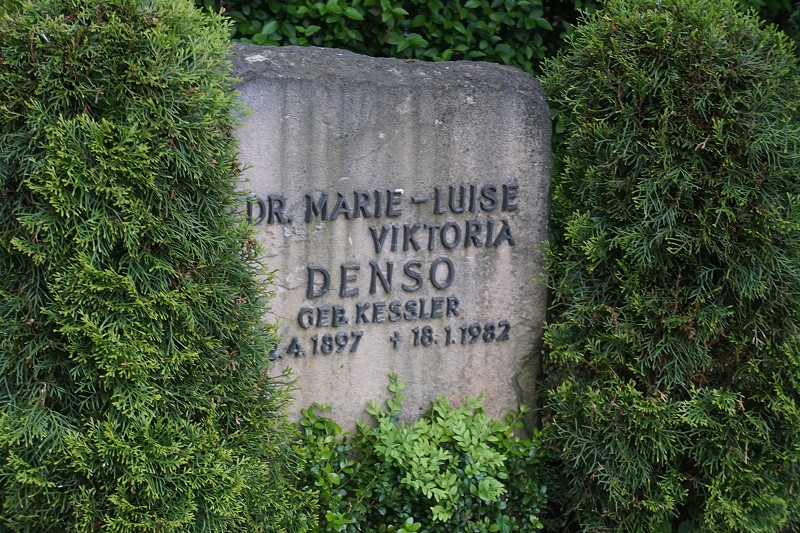 DR. MARIE-LUISE
VIKTORIA
DENSO
GEB. KESSLER
.4.1897 † 18.1.1982